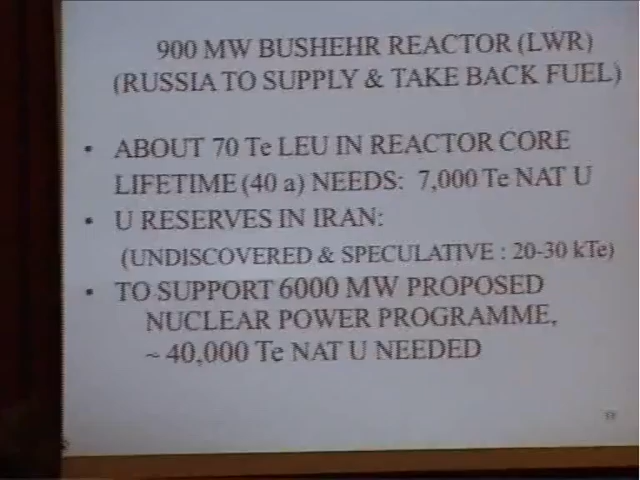 900 MW BUSHEHR REACTOR (LWR)
(RUSSIA TO SUPPLY & TAKE BACK FUEL)
• ABOUT 70 Te LEU IN REACTOR CORE
LIFETIME (40 a) NEEDS: 7,000 Te NAT U
• U RESERVES IN IRAN:
(UNDISCOVERED & SPECULATIVE : 20-30 kTe)
• TO SUPPORT 6000 MW PROPOSED
NUCLEAR POWER PROGRAMME,
~ 40,000 Te NAT U NEEDED